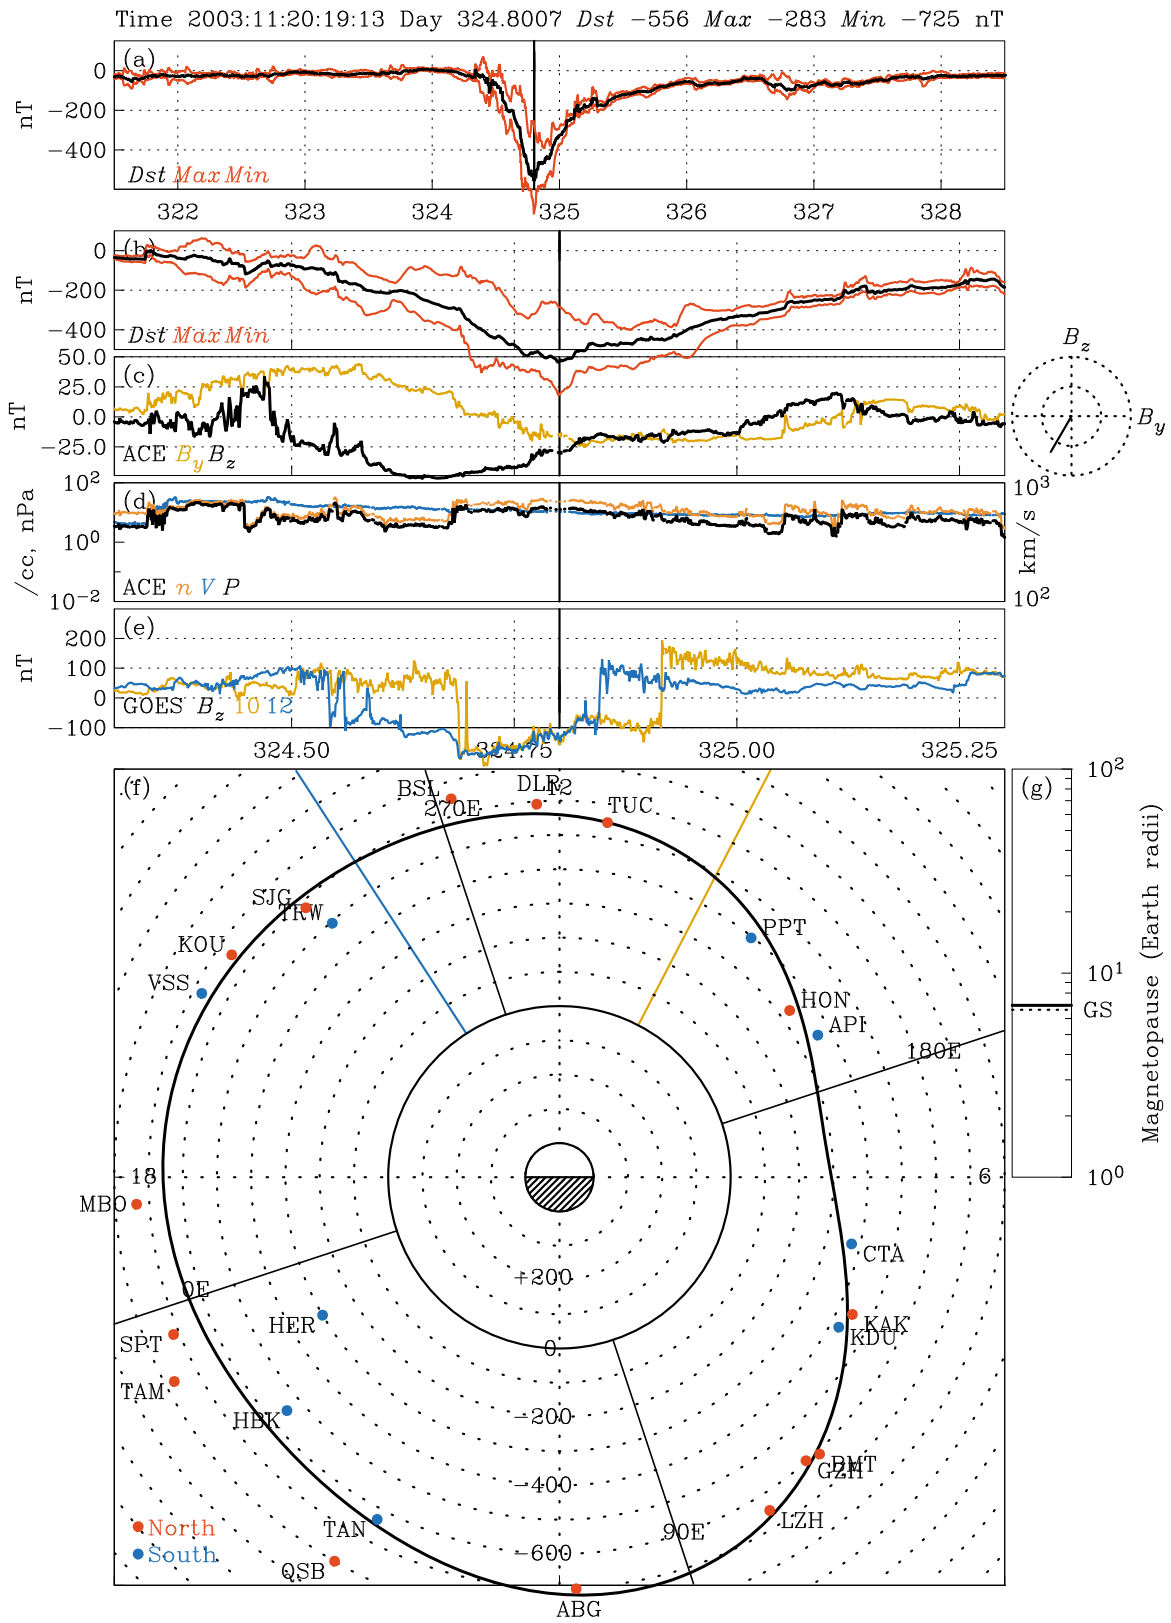 Time 2003:11:20:19:13 Day 324.8007 Dst −556 Max −283 Min −725 nT
(a)
0
−200
−400
nT
Dst Max Min
322 323 324 325 326 327 328
(b)
0
−200
−400
nT
Dst Max Min
(c)
50.0
25.0
0.0
−25.0
nT
ACE By Bz
Bz
By
(d)
10²
10⁰
10⁻²
/cc, nPa
10³
10²
km/s
ACE n V P
(e)
200
100
0
−100
nT
GOES Bz 10 12
324.50 324.75 325.00 325.25
(f)
BSL
270E
DLR
12
TUC
SJG
TRW
KOU
VSS
PPT
HON
API
180E
18
6
MBO
CTA
+200
0E
HER
0
KAK
KDU
SPT
TAM
HBK
−200
GZH
BMT
−400
LZH
TAN
90E
−600
QSB
ABG
North
South
(g)
10²
10¹
GS
10⁰
Magnetopause (Earth radii)